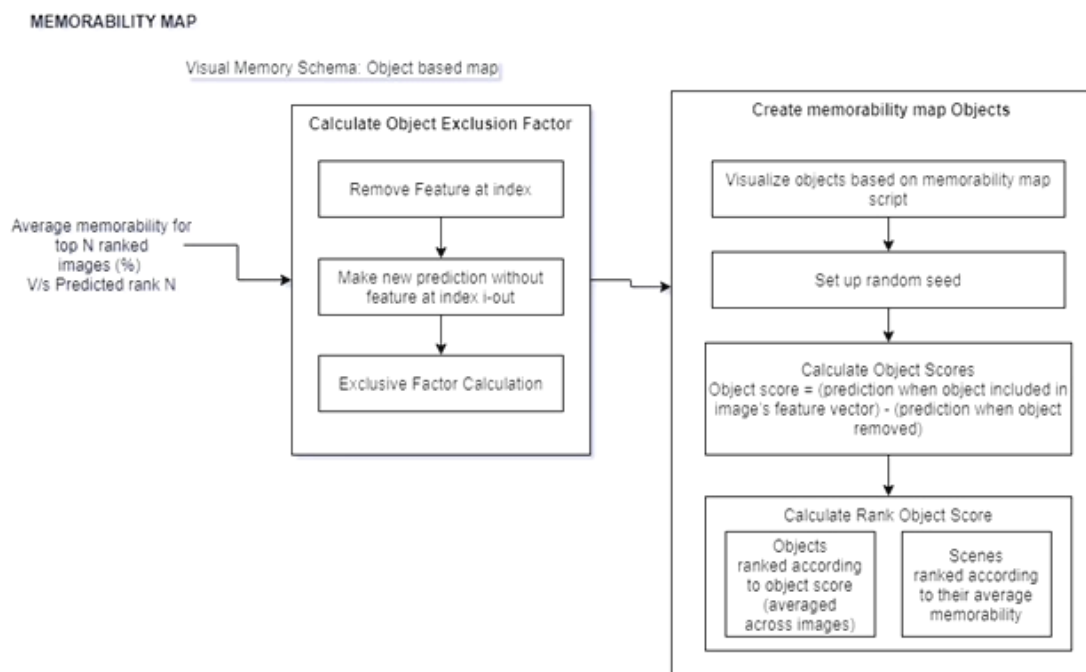 MEMORABILITY MAP
Visual Memory Schema: Object based map
Average memorability for
top N ranked
images (%)
V/s Predicted rank N
Calculate Object Exclusion Factor
Remove Feature at index
Make new prediction without
feature at index i-out
Exclusive Factor Calculation
Create memorability map Objects
Visualize objects based on memorability map
script
Set up random seed
Calculate Object Scores
Object score = (prediction when object included in
image's feature vector) - (prediction when object
removed)
Calculate Rank Object Score
Objects
ranked according
to object score
(averaged
across images)
Scenes
ranked according
to their average
memorability